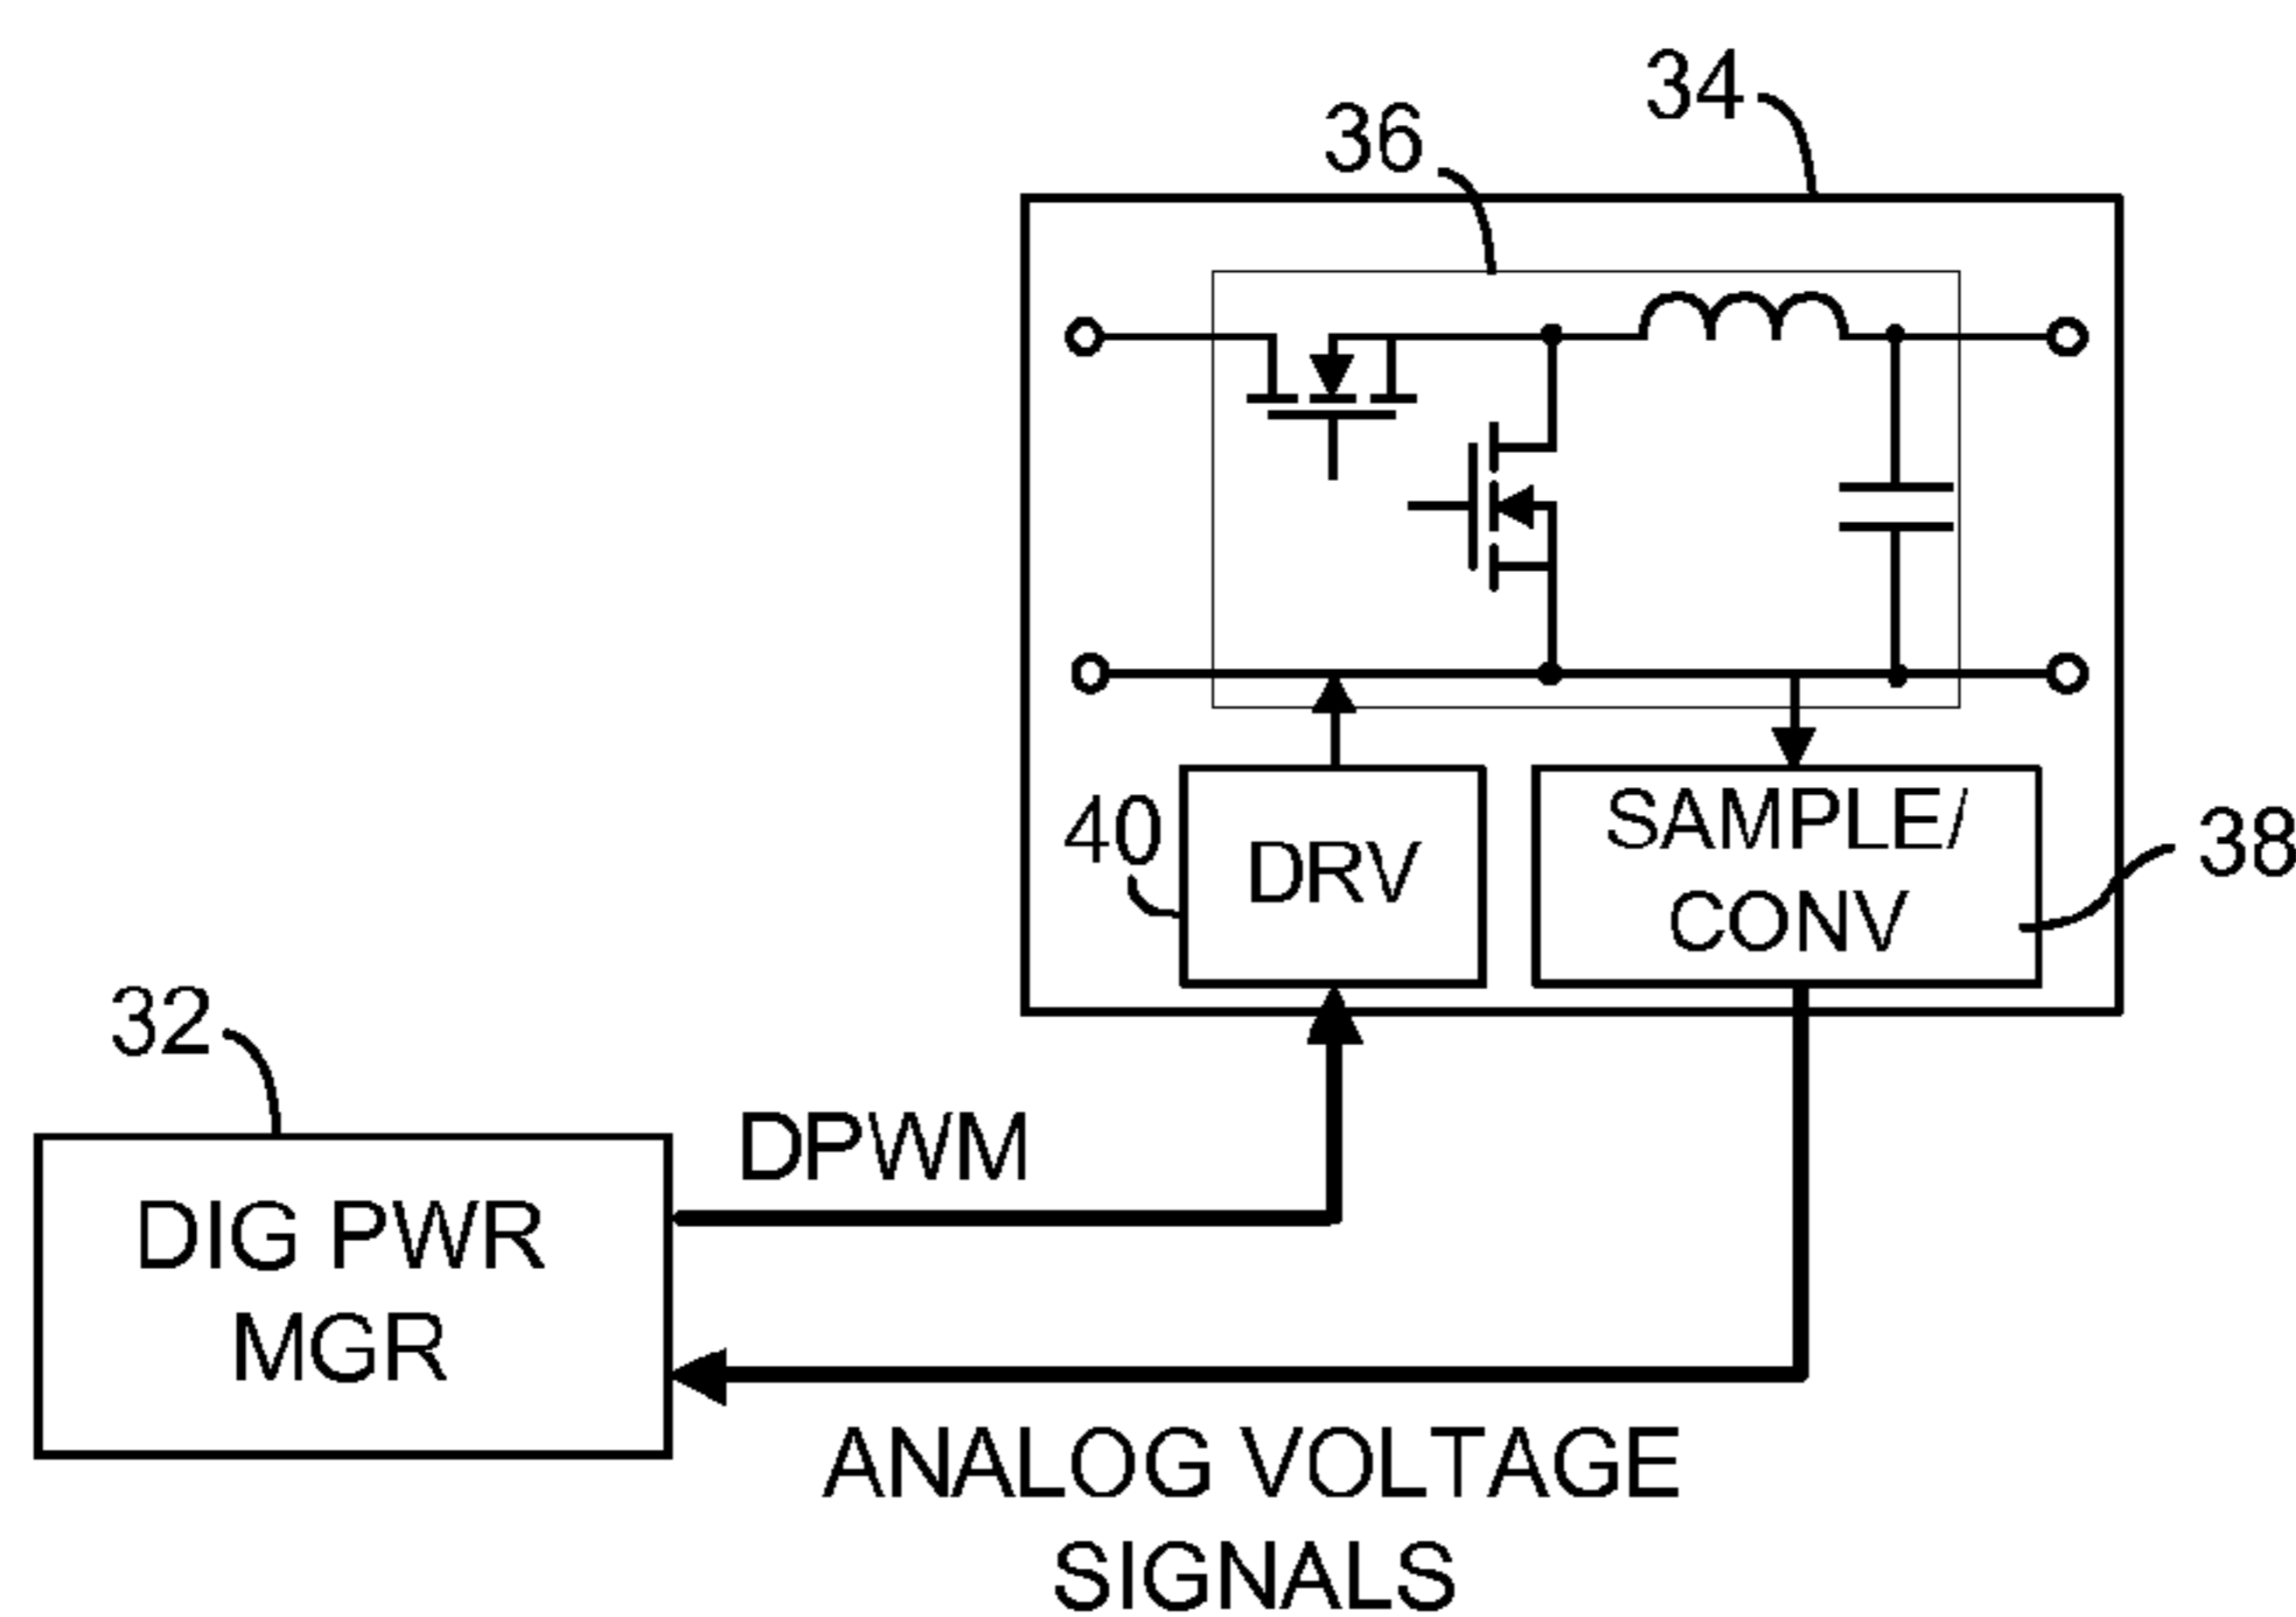 34
36
40
DRV
SAMPLE/
CONV
38
32
DPWM
DIG PWR
MGR
ANALOG VOLTAGE
SIGNALS